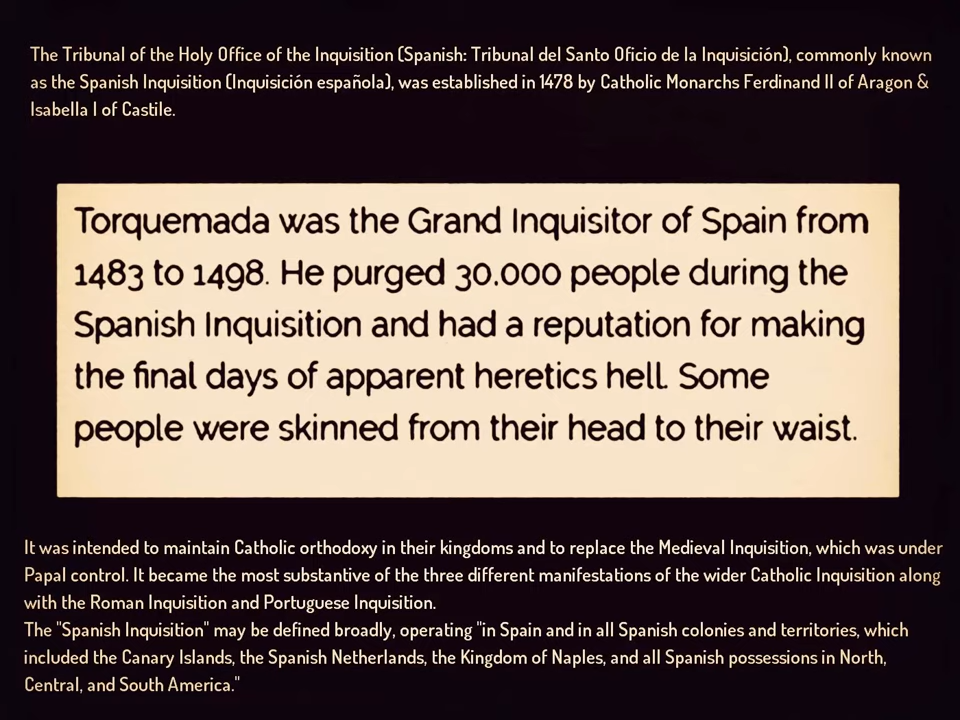 The Tribunal of the Holy Office of the Inquisition (Spanish: Tribunal del Santo Oficio de la Inquisición), commonly known
as the Spanish Inquisition (Inquisición española), was established in 1478 by Catholic Monarchs Ferdinand II of Aragon &
Isabella I of Castile.
Torquemada was the Grand Inquisitor of Spain from
1483 to 1498. He purged 30.000 people during the
Spanish Inquisition and had a reputation for making
the final days of apparent heretics hell. Some
people were skinned from their head to their waist.
It was intended to maintain Catholic orthodoxy in their kingdoms and to replace the Medieval Inquisition, which was under
Papal control. It became the most substantive of the three different manifestations of the wider Catholic Inquisition along
with the Roman Inquisition and Portuguese Inquisition.
The "Spanish Inquisition" may be defined broadly, operating "in Spain and in all Spanish colonies and territories, which
included the Canary Islands, the Spanish Netherlands, the Kingdom of Naples, and all Spanish possessions in North,
Central, and South America."